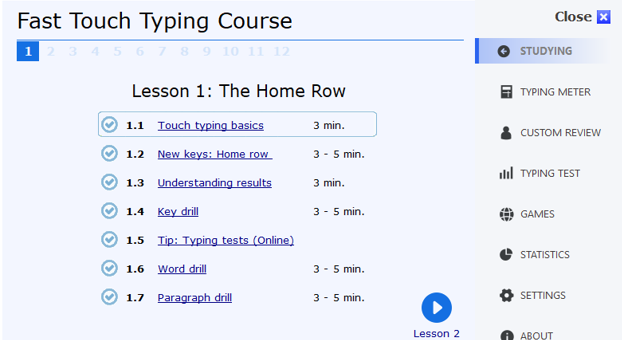 Fast Touch Typing Course
1 2 3 4 5 6 7 8 9 10 11 12
Lesson 1: The Home Row
1.1 Touch typing basics 3 min.
1.2 New keys: Home row 3 - 5 min.
1.3 Understanding results 3 min.
1.4 Key drill 3 - 5 min.
1.5 Tip: Typing tests (Online)
1.6 Word drill 3 - 5 min.
1.7 Paragraph drill 3 - 5 min.
Lesson 2
Close
STUDYING
TYPING METER
CUSTOM REVIEW
TYPING TEST
GAMES
STATISTICS
SETTINGS
ABOUT